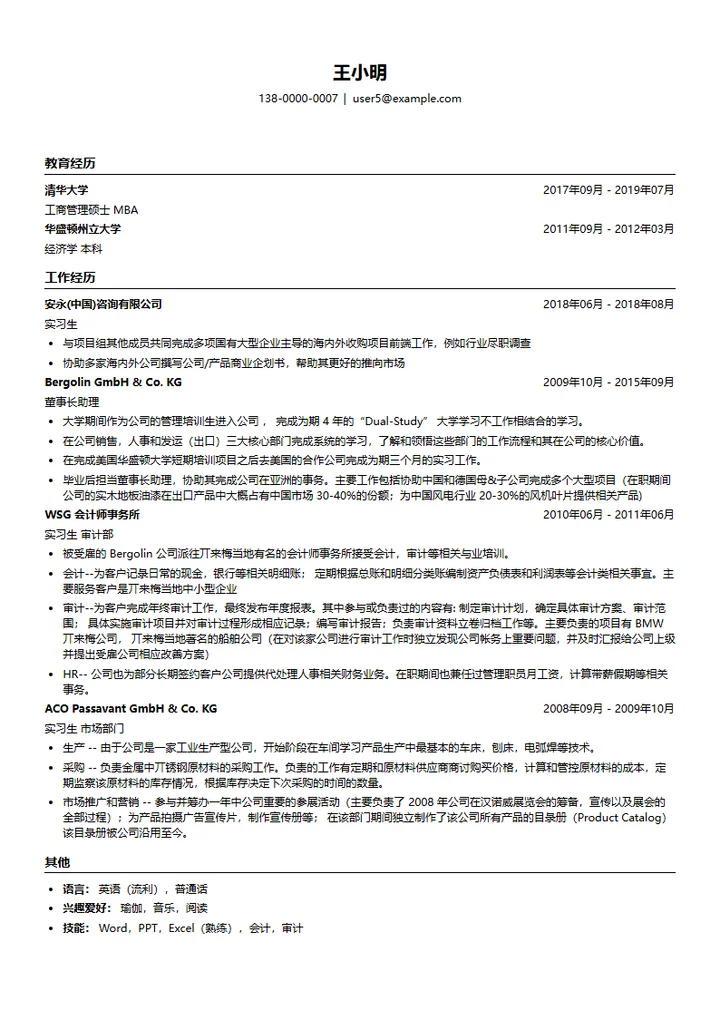 王小明
138-0000-0007 | user5@example.com
教育经历
清华大学 2017年09月 - 2019年07月
工商管理硕士 MBA
华盛顿州立大学 2011年09月 - 2012年03月
经济学 本科
工作经历
安永(中国)咨询有限公司 2018年06月 - 2018年08月
实习生
• 与项目组其他成员共同完成多项国有大型企业主导的海内外收购项目前端工作，例如行业尽职调查
• 协助多家海内外公司撰写公司/产品商业企划书，帮助其更好的推向市场
Bergolin GmbH & Co. KG 2009年10月 - 2015年09月
董事长助理
• 大学期间作为公司的管理培训生进入公司 ， 完成为期 4 年的“Dual-Study” 大学学习不工作相结合的学习。
• 在公司销售，人事和发运（出口）三大核心部门完成系统的学习，了解和领悟这些部门的工作流程和其在公司的核心价值。
• 在完成美国华盛顿大学短期培训项目之后去美国的合作公司完成为期三个月的实习工作。
• 毕业后担当董事长助理，协助其完成公司在亚洲的事务。主要工作包括协助中国和德国母&子公司完成多个大型项目（在职期间
公司的实木地板油漆在出口产品中大概占有中国市场 30-40%的份额；为中国风电行业 20-30%的风机叶片提供相关产品)
WSG 会计师事务所 2010年06月 - 2011年06月
实习生 审计部
• 被受雇的 Bergolin 公司派往丌来梅当地有名的会计师事务所接受会计，审计等相关与业培训。
• 会计--为客户记录日常的现金，银行等相关明细账； 定期根据总账和明细分类账编制资产负债表和利润表等会计类相关事宜。主
要服务客户是丌来梅当地中小型企业
• 审计--为客户完成年终审计工作，最终发布年度报表。其中参与或负责过的内容有: 制定审计计划，确定具体审计方案、审计范
围； 具体实施审计项目并对审计过程形成相应记录；编写审计报告；负责审计资料立卷归档工作等。主要负责的项目有 BMW
丌来梅公司， 丌来梅当地著名的船舶公司（在对该家公司进行审计工作时独立发现公司帐务上重要问题，并及时汇报给公司上级
并提出受雇公司相应改善方案）
• HR-- 公司也为部分长期签约客户公司提供代处理人事相关财务业务。在职期间也兼任过管理职员月工资，计算带薪假期等相关
事务。
ACO Passavant GmbH & Co. KG 2008年09月 - 2009年10月
实习生 市场部门
• 生产 -- 由于公司是一家工业生产型公司，开始阶段在车间学习产品生产中最基本的车床，刨床，电弧焊等技术。
• 采购 -- 负责金属中丌锈钢原材料的采购工作。负责的工作有定期和原材料供应商商讨购买价格，计算和管控原材料的成本，定
期监察该原材料的库存情况，根据库存决定下次采购的时间的数量。
• 市场推广和营销 -- 参与并筹办一年中公司重要的参展活动（主要负责了 2008 年公司在汉诺威展览会的筹备，宣传以及展会的
全部过程）；为产品拍摄广告宣传片，制作宣传册等； 在该部门期间独立制作了该公司所有产品的目录册（Product Catalog）
该目录册被公司沿用至今。
其他
• 语言： 英语（流利），普通话
• 兴趣爱好： 瑜伽，音乐，阅读
• 技能： Word，PPT，Excel（熟练），会计，审计